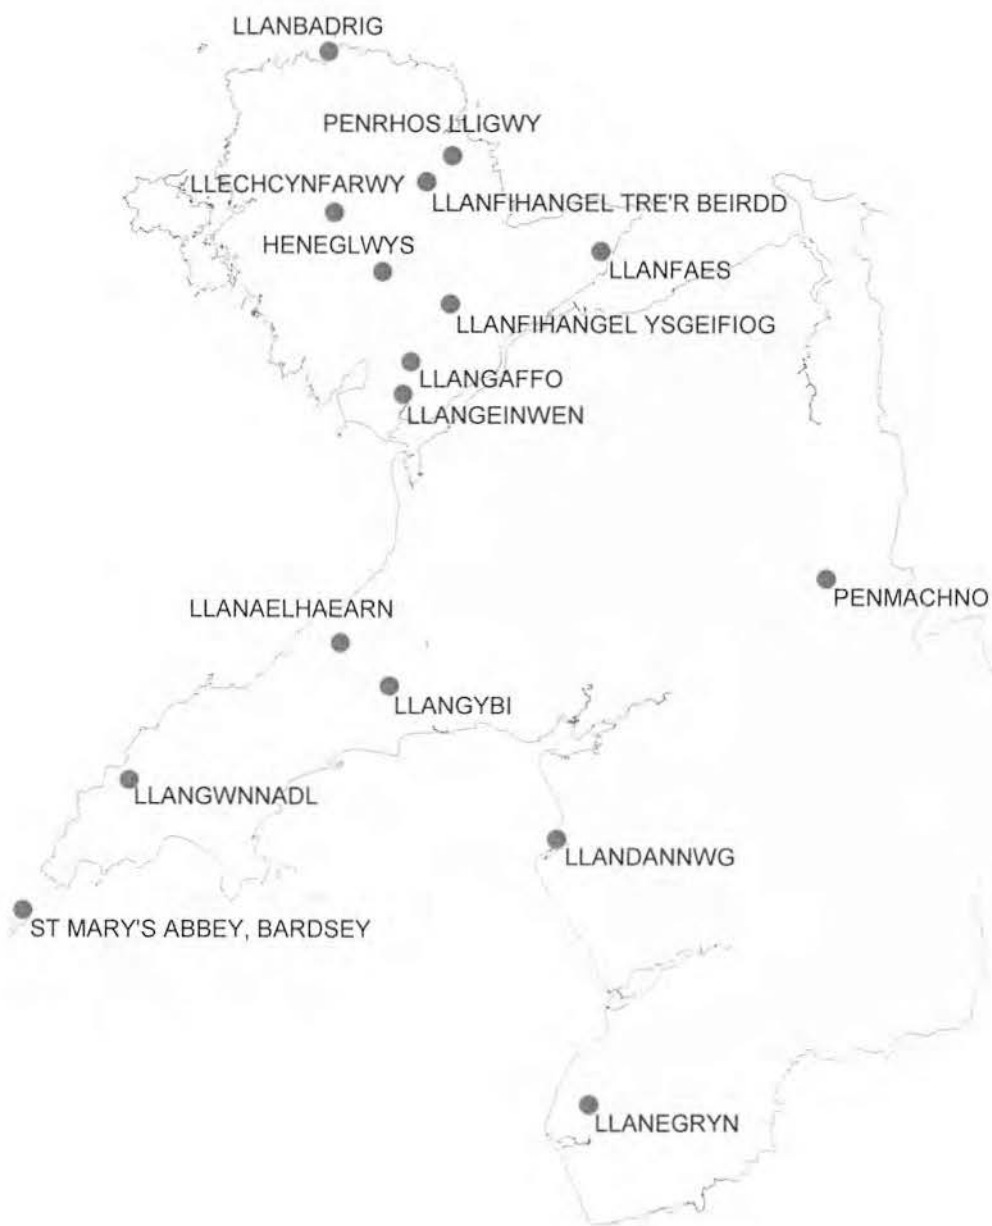 LLANBADRIG
PENRHOS LLIGWY
LLECHCYNFARWY
LLANFIHANGEL TRE'R BEIRDD
HENEGLWYS
LLANFAES
LLANFIHANGEL YSGEIFIOG
LLANGAFFO
LLANGEINWEN
PENMACHNO
LLANAELHAEARN
LLANGYBI
LLANGWNNADL
LLANDANNWG
ST MARY'S ABBEY, BARDSEY
LLANEGRYN